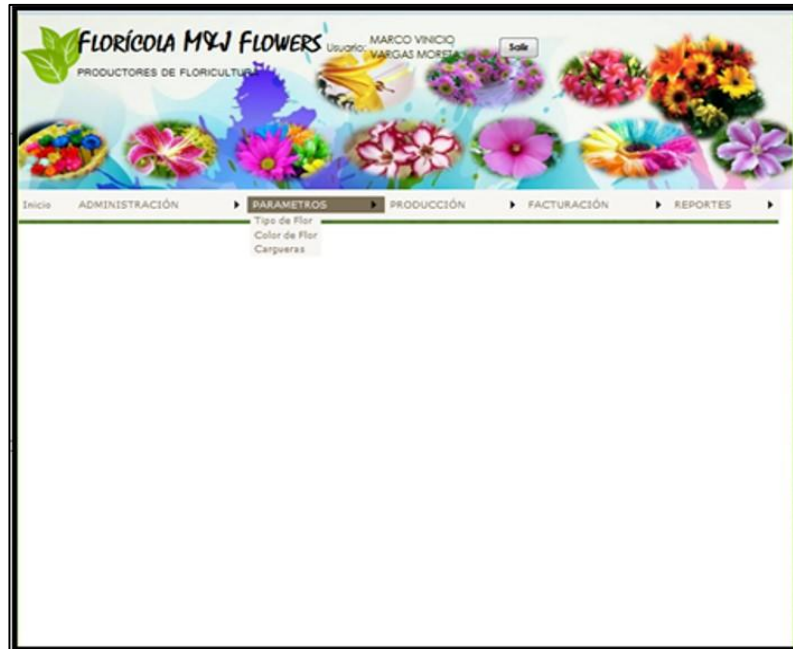 FLORÍCOLA M&J FLOWERS
Usuario: MARCO VINICIO
VARGAS MORETA
Salir
PRODUCTORES DE FLORICULTURA
Inicio ADMINISTRACIÓN PARAMETROS PRODUCCIÓN FACTURACIÓN REPORTES
Tipo de Flor
Color de Flor
Cargueras